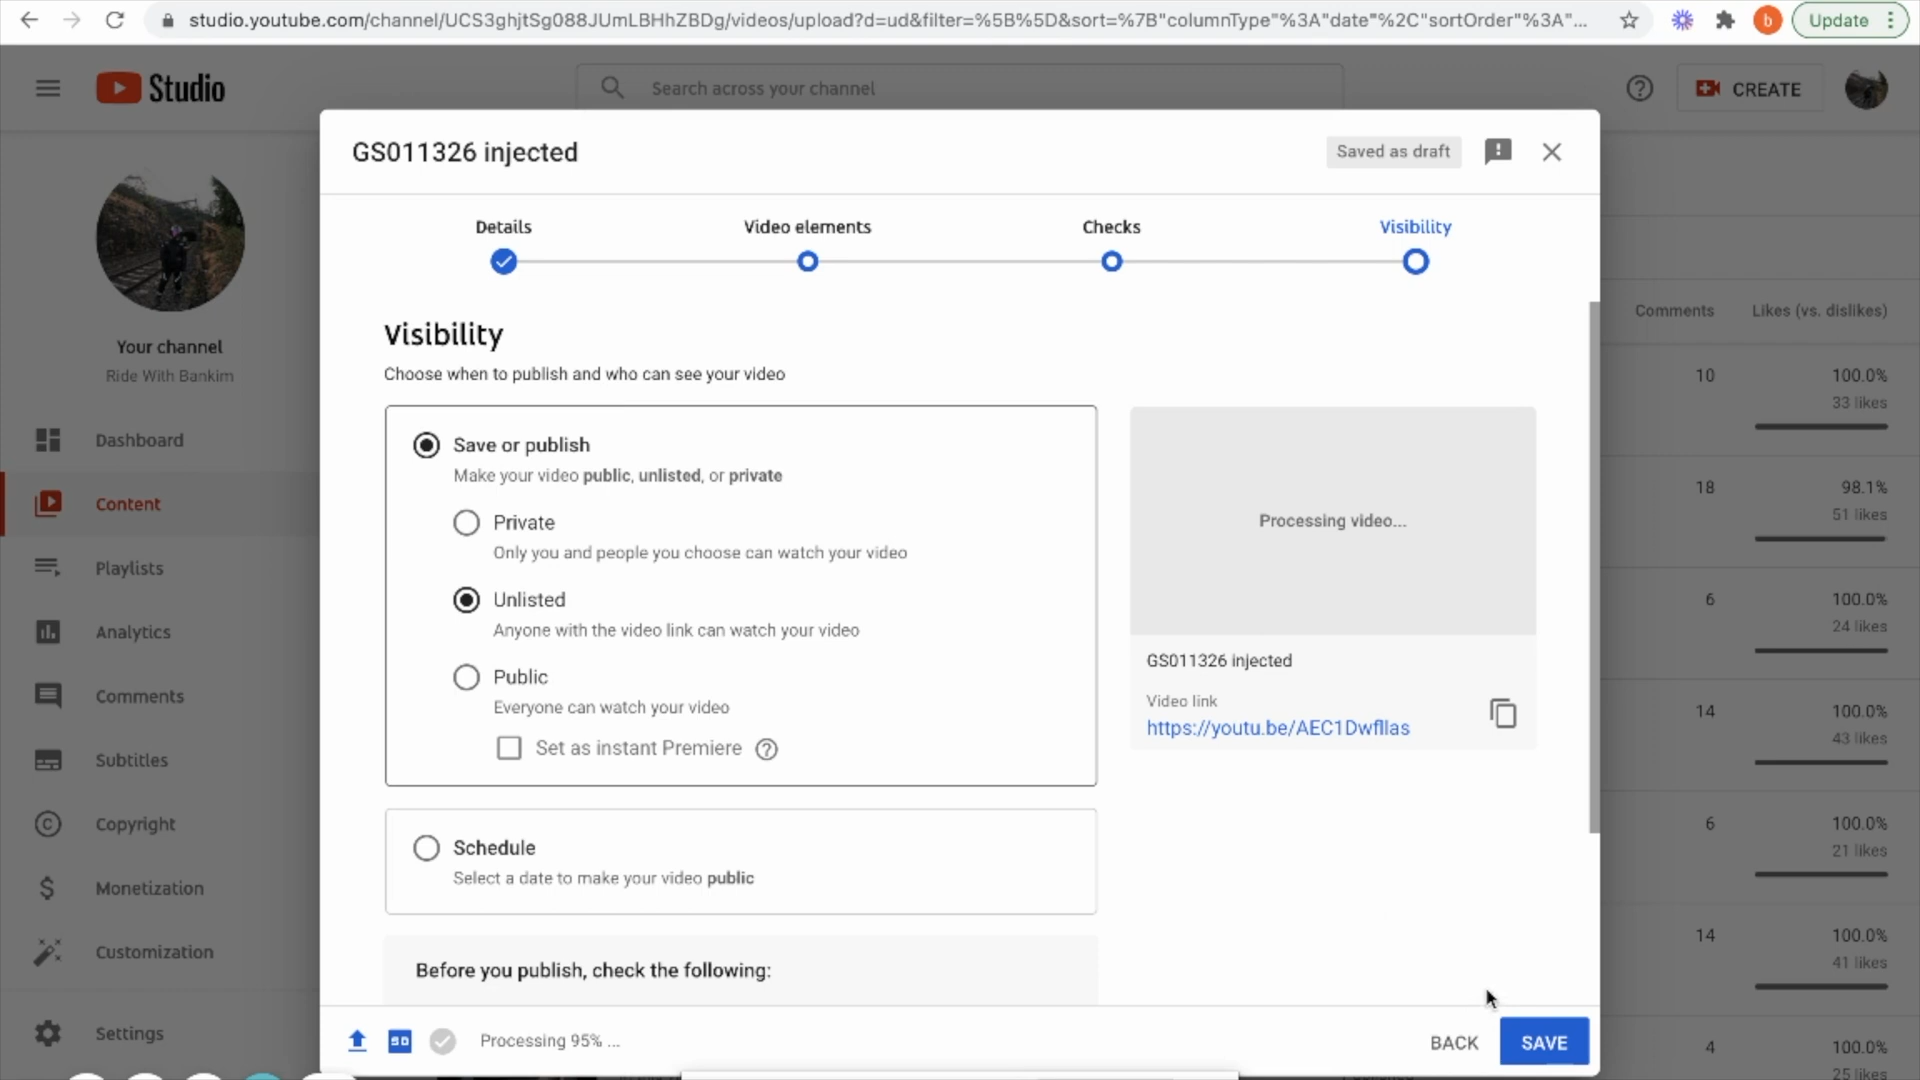 studio.youtube.com/channel/UCS3ghjtSg088JUmLBHhZBDg/videos/upload?d=ud&filter=%5B%5D&sort=%7B"columnType"%3A"date"%2C"sortOrder"%3A"...
b
Update
Studio
Search across your channel
CREATE
GS011326 injected
Saved as draft
Details
Video elements
Checks
Visibility
Your channel
Ride With Bankim
Dashboard
Content
Playlists
Analytics
Comments
Subtitles
Copyright
Monetization
Customization
Settings
Visibility
Choose when to publish and who can see your video
Save or publish
Make your video public, unlisted, or private
Private
Only you and people you choose can watch your video
Unlisted
Anyone with the video link can watch your video
Public
Everyone can watch your video
Set as instant Premiere
Schedule
Select a date to make your video public
Before you publish, check the following:
Processing video...
GS011326 injected
Video link
https://youtu.be/AEC1Dwfllas
SD
Processing 95% ...
BACK
SAVE
Comments
Likes (vs. dislikes)
10
100.0%
33 likes
18
98.1%
51 likes
6
100.0%
24 likes
14
100.0%
43 likes
6
100.0%
21 likes
14
100.0%
41 likes
4
100.0%
25 likes